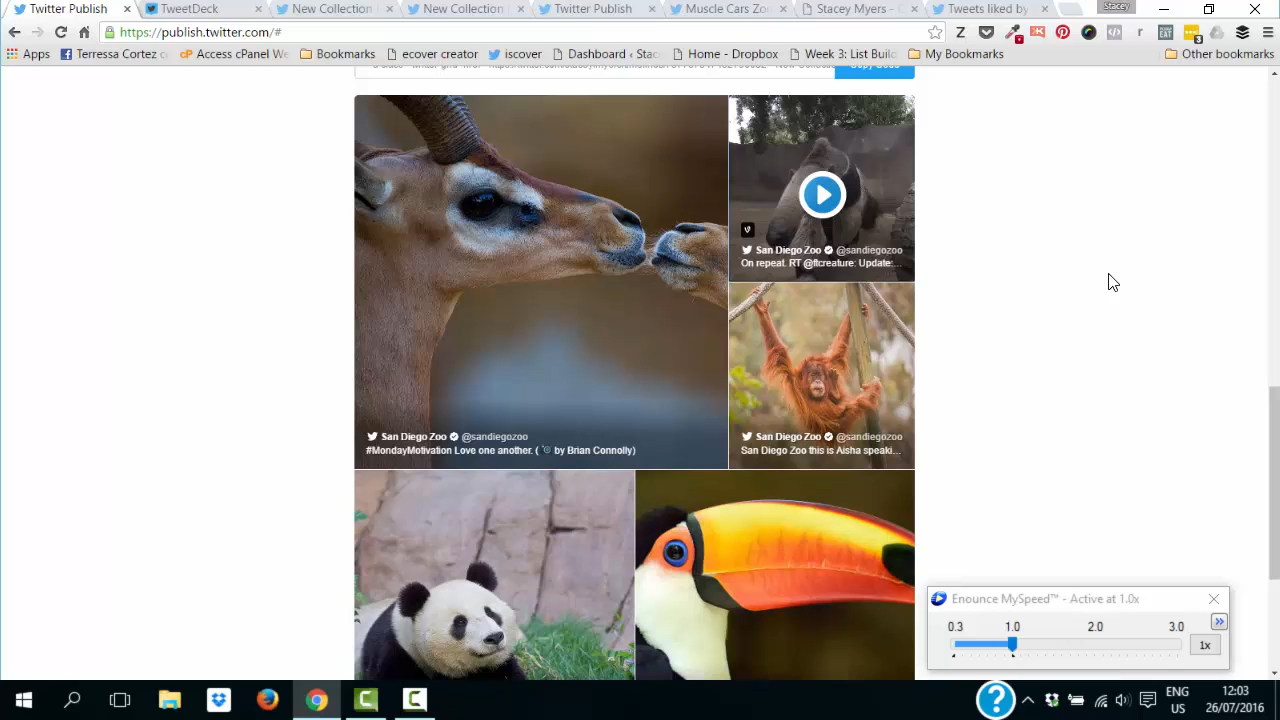 Twitter Publish
TweetDeck
New Collection
New Collection
Twitter Publish
Muscle Cars Zo
Stacey Myers -
Tweets liked by
Stacey
https://publish.twitter.com/#
Apps
Terressa Cortez c
Access cPanel We
Bookmarks
ecover creator
iscover
Dashboard ‹ Stac
Home - Dropbox
Week 3: List Build
My Bookmarks
Other bookmarks
Copy Code
San Diego Zoo @sandiegozoo
On repeat. RT @ftcreature: Update:...
San Diego Zoo @sandiegozoo
#MondayMotivation Love one another. ( by Brian Connolly)
San Diego Zoo @sandiegozoo
San Diego Zoo this is Aisha speaki...
Enounce MySpeed™ - Active at 1.0x
0.3 1.0 2.0 3.0
1x
ENG
US
12:03
26/07/2016